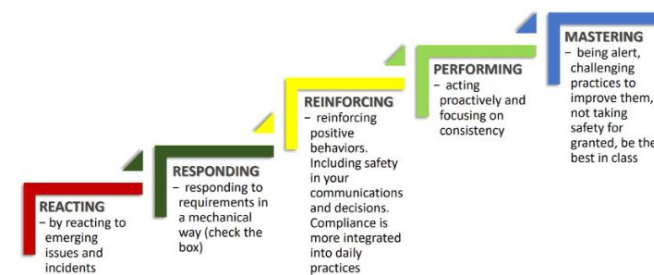 REACTING
– by reacting to
emerging
issues and
incidents
RESPONDING
– responding to
requirements in
a mechanical
way (check the
box)
REINFORCING
– reinforcing
positive
behaviors.
Including safety
in your
communications
and decisions.
Compliance is
more integrated
into daily
practices
PERFORMING
– acting
proactively and
focusing on
consistency
MASTERING
– being alert,
challenging
practices to
improve them,
not taking
safety for
granted, be the
best in class